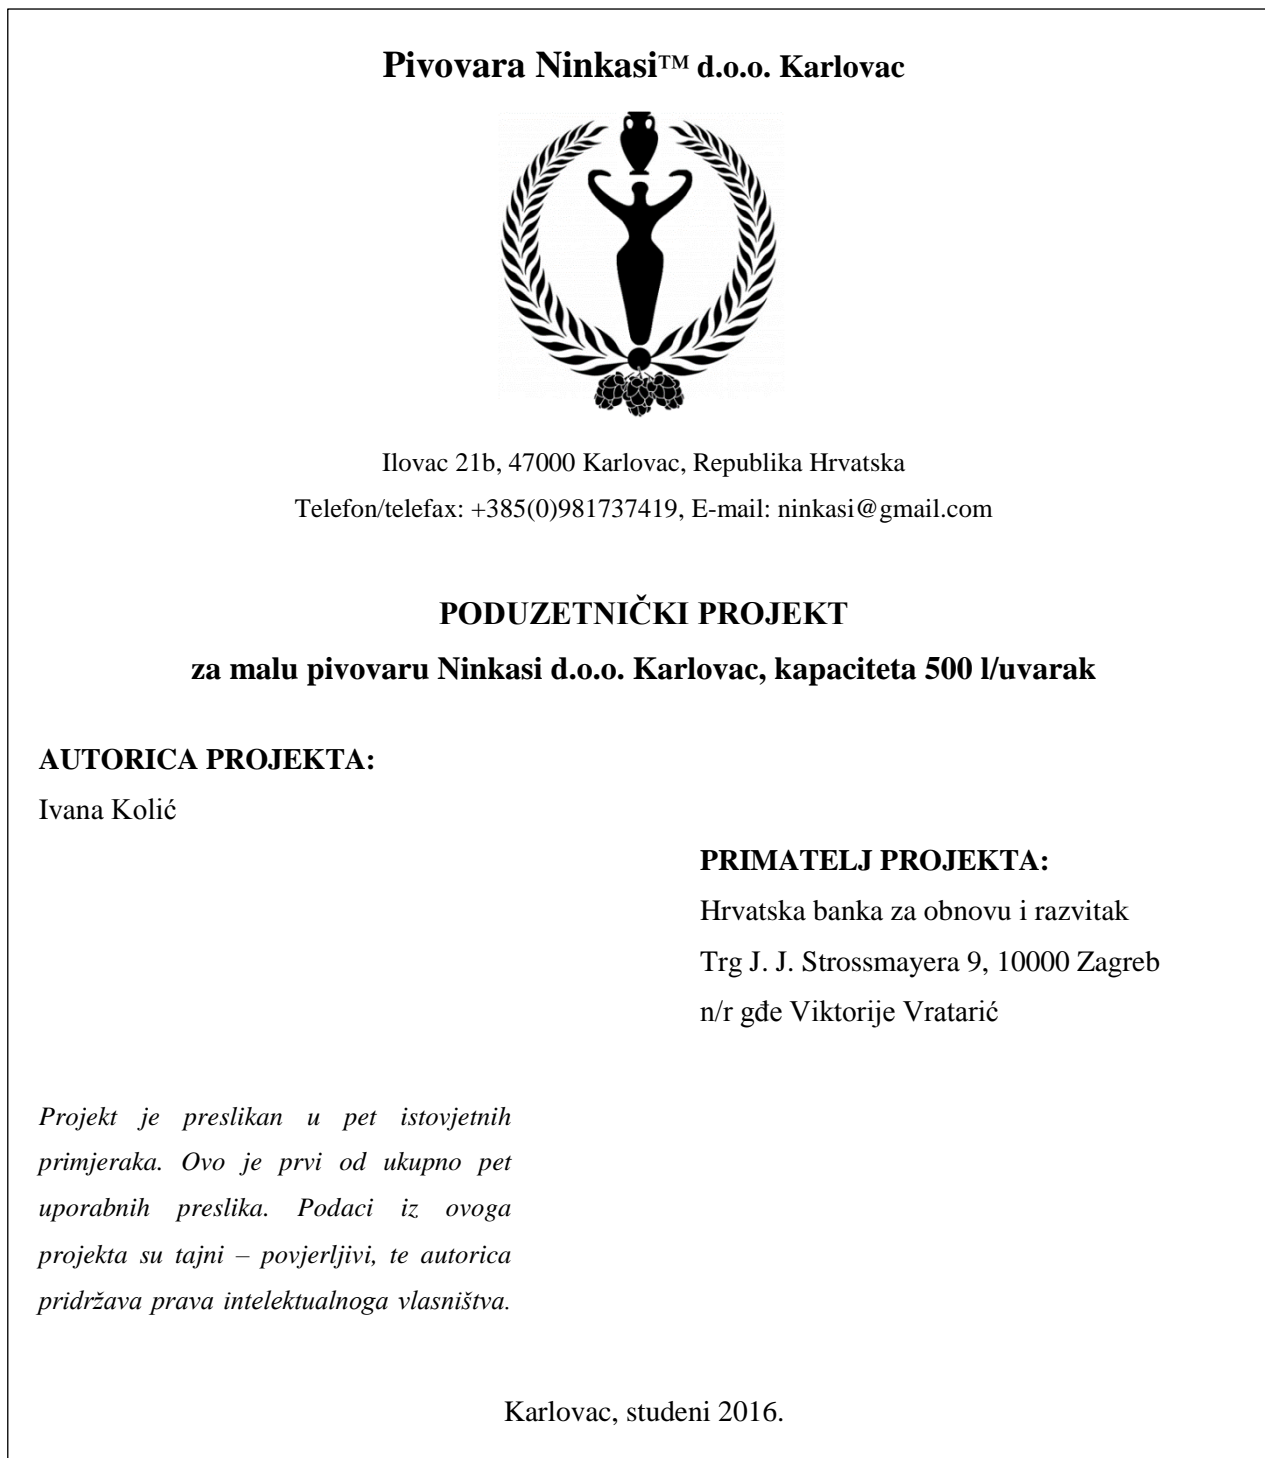 Pivovara Ninkasi™ d.o.o. Karlovac
Ilovac 21b, 47000 Karlovac, Republika Hrvatska
Telefon/telefax: +385(0)981737419, E-mail: ninkasi@gmail.com
PODUZETNIČKI PROJEKT
za malu pivovaru Ninkasi d.o.o. Karlovac, kapaciteta 500 l/uvarak
AUTORICA PROJEKTA:
Ivana Kolić
PRIMATELJ PROJEKTA:
Hrvatska banka za obnovu i razvitak
Trg J. J. Strossmayera 9, 10000 Zagreb
n/r gđe Viktorije Vratarić
Projekt je preslikan u pet istovjetnih
primjeraka. Ovo je prvi od ukupno pet
uporabnih preslika. Podaci iz ovoga
projekta su tajni – povjerljivi, te autorica
pridržava prava intelektualnoga vlasništva.
Karlovac, studeni 2016.